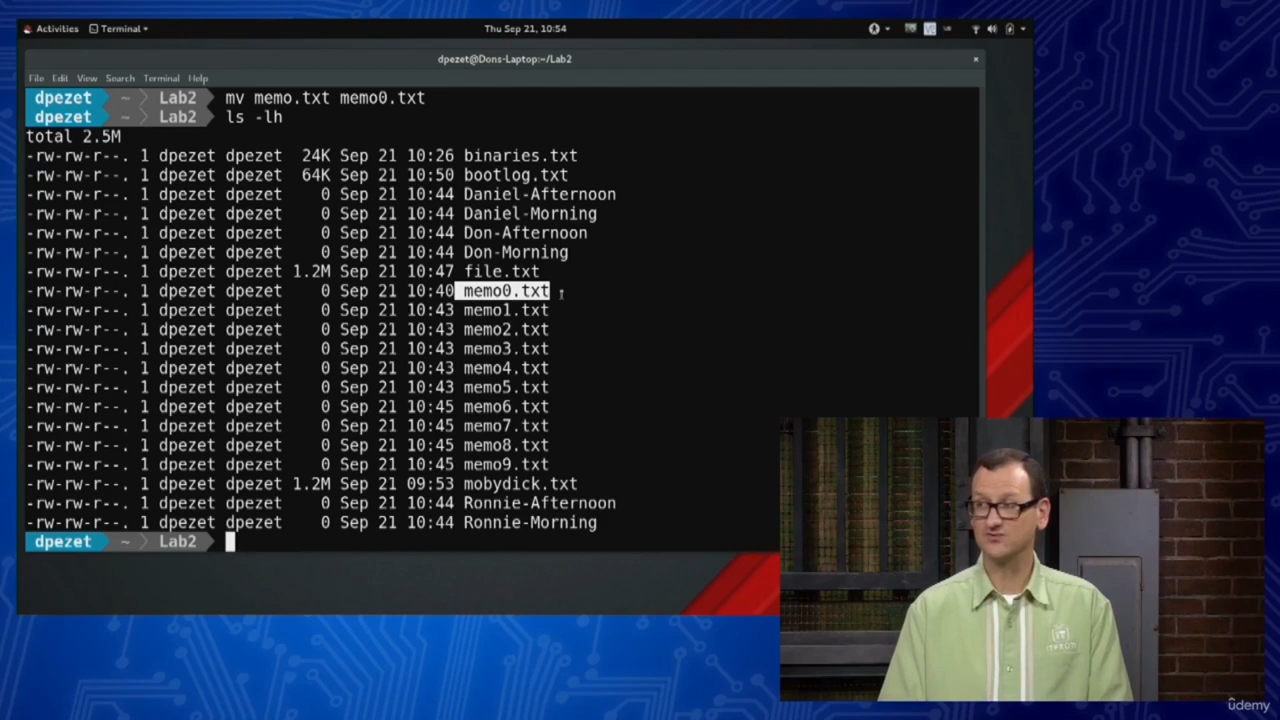 Activities Terminal Thu Sep 21, 10:54
dpezet@Dons-Laptop:~/Lab2 ×
File Edit View Search Terminal Help
dpezet ~ Lab2 mv memo.txt memo0.txt
dpezet ~ Lab2 ls -lh
total 2.5M
-rw-rw-r--. 1 dpezet dpezet 24K Sep 21 10:26 binaries.txt
-rw-rw-r--. 1 dpezet dpezet 64K Sep 21 10:50 bootlog.txt
-rw-rw-r--. 1 dpezet dpezet 0 Sep 21 10:44 Daniel-Afternoon
-rw-rw-r--. 1 dpezet dpezet 0 Sep 21 10:44 Daniel-Morning
-rw-rw-r--. 1 dpezet dpezet 0 Sep 21 10:44 Don-Afternoon
-rw-rw-r--. 1 dpezet dpezet 0 Sep 21 10:44 Don-Morning
-rw-rw-r--. 1 dpezet dpezet 1.2M Sep 21 10:47 file.txt
-rw-rw-r--. 1 dpezet dpezet 0 Sep 21 10:40 memo0.txt
-rw-rw-r--. 1 dpezet dpezet 0 Sep 21 10:43 memo1.txt
-rw-rw-r--. 1 dpezet dpezet 0 Sep 21 10:43 memo2.txt
-rw-rw-r--. 1 dpezet dpezet 0 Sep 21 10:43 memo3.txt
-rw-rw-r--. 1 dpezet dpezet 0 Sep 21 10:43 memo4.txt
-rw-rw-r--. 1 dpezet dpezet 0 Sep 21 10:43 memo5.txt
-rw-rw-r--. 1 dpezet dpezet 0 Sep 21 10:45 memo6.txt
-rw-rw-r--. 1 dpezet dpezet 0 Sep 21 10:45 memo7.txt
-rw-rw-r--. 1 dpezet dpezet 0 Sep 21 10:45 memo8.txt
-rw-rw-r--. 1 dpezet dpezet 0 Sep 21 10:45 memo9.txt
-rw-rw-r--. 1 dpezet dpezet 1.2M Sep 21 09:53 mobydick.txt
-rw-rw-r--. 1 dpezet dpezet 0 Sep 21 10:44 Ronnie-Afternoon
-rw-rw-r--. 1 dpezet dpezet 0 Sep 21 10:44 Ronnie-Morning
dpezet ~ Lab2
IT
udemy